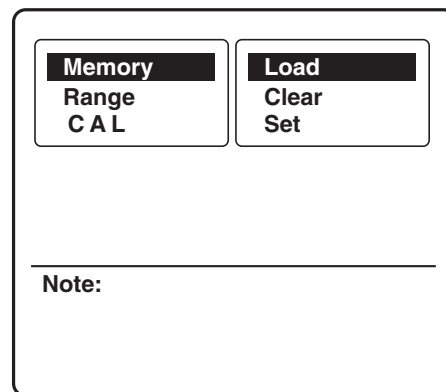 Memory
Range
C A L
Load
Clear
Set
Note: